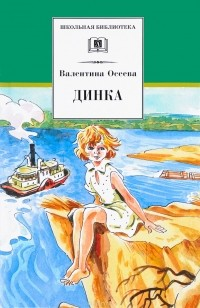 ШКОЛЬНАЯ БИБЛИОТЕКА
Валентина Осеева
ДИНКА